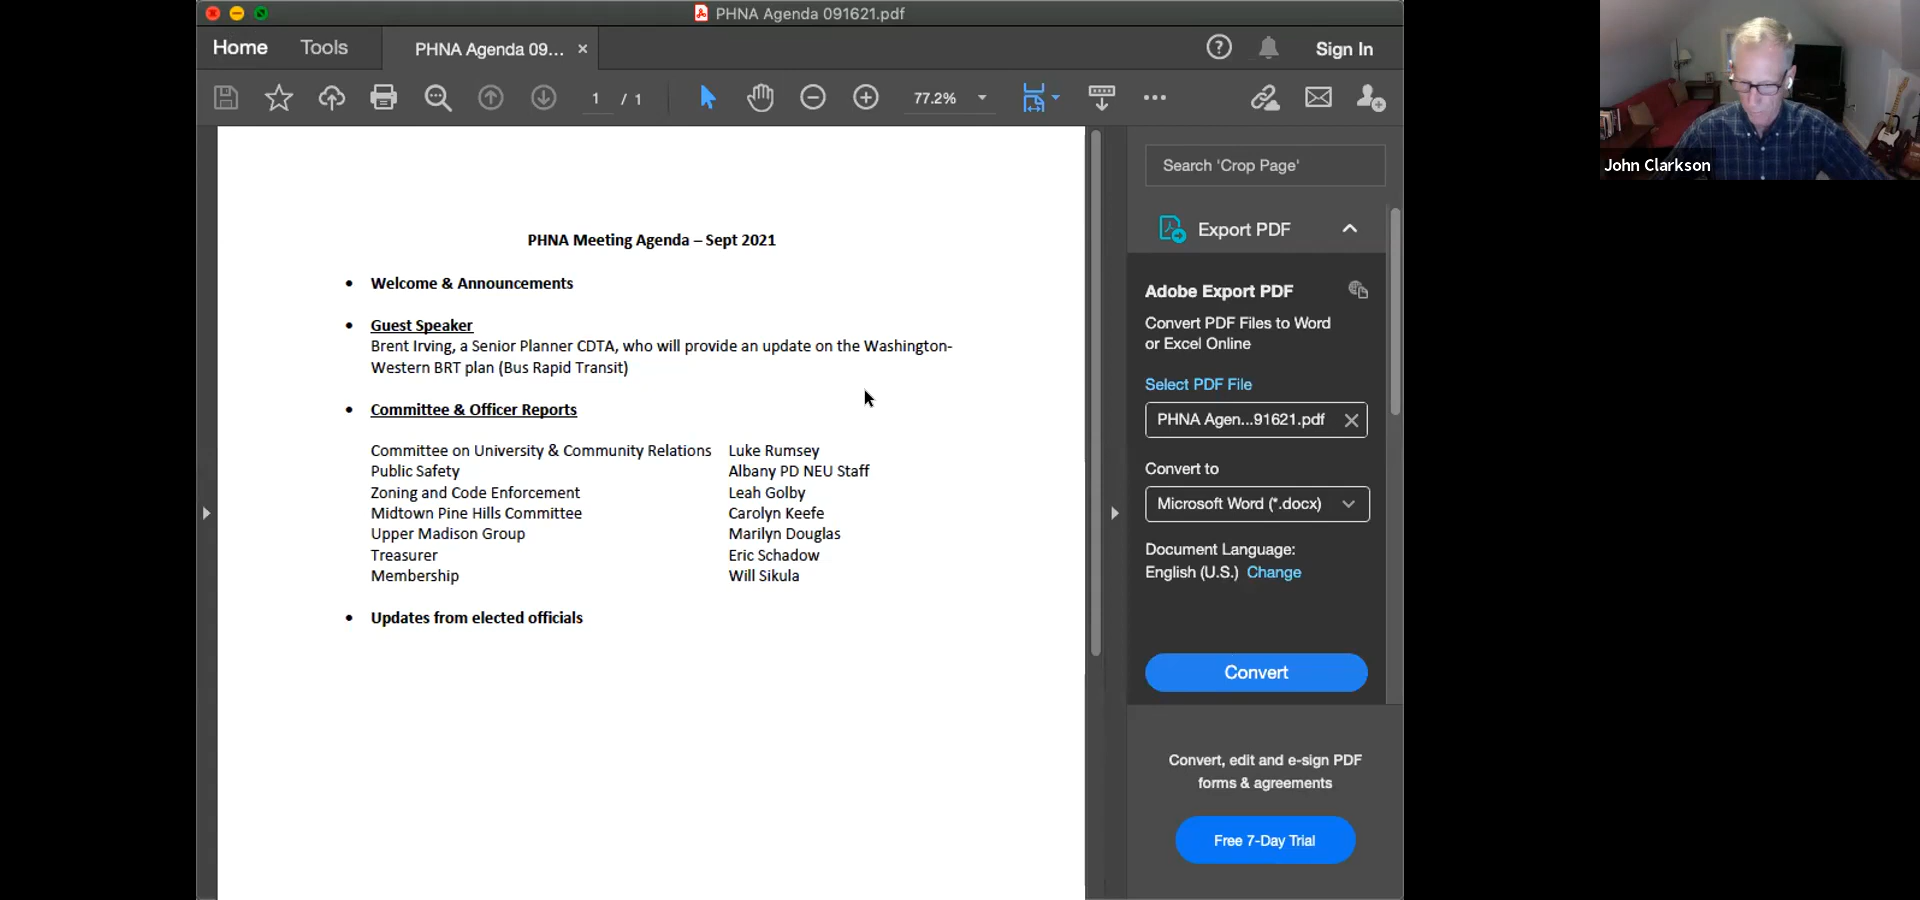 PHNA Agenda 091621.pdf
Home
Tools
PHNA Agenda 09...
Sign In
1 / 1
77.2%
PHNA Meeting Agenda – Sept 2021
• Welcome & Announcements
• Guest Speaker
Brent Irving, a Senior Planner CDTA, who will provide an update on the Washington-
Western BRT plan (Bus Rapid Transit)
• Committee & Officer Reports
Committee on University & Community Relations Luke Rumsey
Public Safety Albany PD NEU Staff
Zoning and Code Enforcement Leah Golby
Midtown Pine Hills Committee Carolyn Keefe
Upper Madison Group Marilyn Douglas
Treasurer Eric Schadow
Membership Will Sikula
• Updates from elected officials
Search 'Crop Page'
Export PDF
Adobe Export PDF
Convert PDF Files to Word
or Excel Online
Select PDF File
PHNA Agen...91621.pdf
Convert to
Microsoft Word (*.docx)
Document Language:
English (U.S.) Change
Convert
Convert, edit and e-sign PDF
forms & agreements
Free 7-Day Trial
John Clarkson